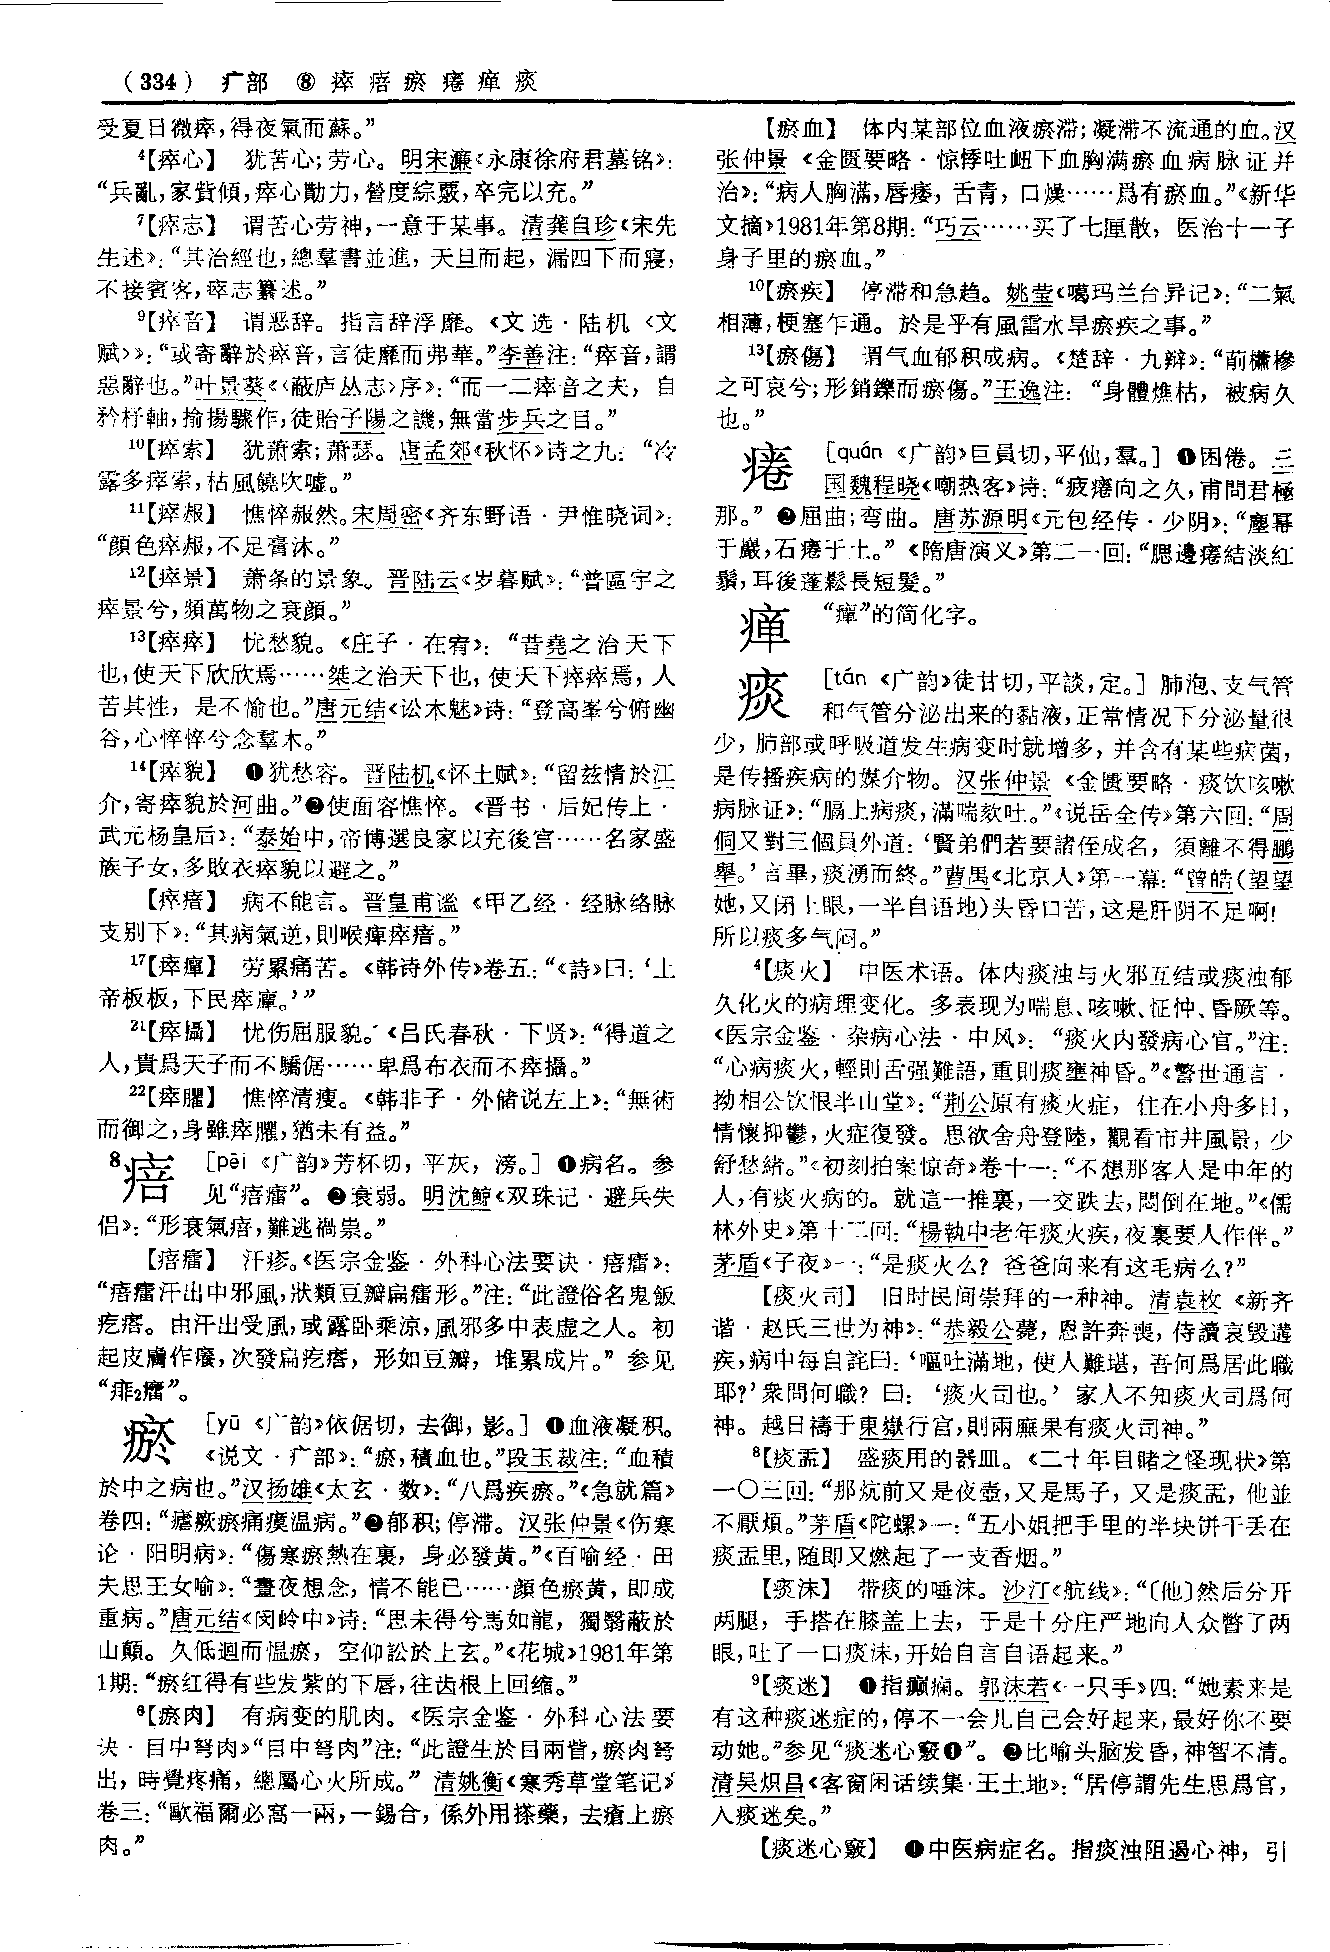 （334） 疒部 ⑧ 瘁 㾦 瘀 瘘 瘅 痰
受夏日微瘁，得夜氣而蘇。”
⁴【瘁心】 犹苦心；劳心。明宋濂《永康徐府君墓铭》：
“兵亂，家貲傾，瘁心勠力，營度綜覈，卒完以充。”
⁷【瘁志】 谓苦心劳神，一意于某事。清龚自珍《宋先
生述》：“其治經也，總羣書並進，天旦而起，漏四下而寢，
不接賓客，瘁志纂述。”
⁹【瘁音】 谓恶辞。指言辞浮靡。《文选·陆机〈文
赋〉》：“或寄辭於瘁音，言徒靡而弗華。”李善注：“瘁音，謂
惡辭也。”叶景葵《〈蔽庐丛志〉序》：“而一二瘁音之夫，自
矜杼軸，揄揚驟作，徒貽子陽之譏，無當步兵之目。”
¹⁰【瘁索】 犹萧索；萧瑟。唐孟郊《秋怀》诗之九：“冷
露多瘁索，枯風饒吹噓。”
¹¹【瘁赧】 憔悴赧然。宋周密《齐东野语·尹惟晓词》：
“顏色瘁赧，不足膏沐。”
¹²【瘁景】 萧条的景象。晋陆云《岁暮赋》：“普區宇之
瘁景兮，頻萬物之衰顔。”
¹³【瘁瘁】 忧愁貌。《庄子·在宥》：“昔堯之治天下
也，使天下欣欣焉……桀之治天下也，使天下瘁瘁焉，人
苦其性，是不愉也。”唐元结《讼木魅》诗：“登高峯兮俯幽
谷，心悴悴兮念羣木。”
¹⁴【瘁貌】 ❶犹愁容。晋陆机《怀土赋》：“留茲情於江
介，寄瘁貌於河曲。”❷使面容憔悴。《晋书·后妃传上·
武元杨皇后》：“泰始中，帝博選良家以充後宮……名家盛
族子女，多敗衣瘁貌以避之。”
【瘁瘖】 病不能言。晋皇甫谧《甲乙经·经脉络脉
支别下》：“其病氣逆，則喉痺瘁瘖。”
¹⁷【瘁癉】 劳累痛苦。《韩诗外传》卷五：“《詩》曰：‘上
帝板板，下民瘁癉。’”
²¹【瘁攝】 忧伤屈服貌。《吕氏春秋·下贤》：“得道之
人，貴爲天子而不驕倨……卑爲布衣而不瘁攝。”
²²【瘁臞】 憔悴清瘦。《韩非子·外储说左上》：“無術
而御之，身雖瘁臞，猶未有益。”
⁸㾦 ［pēi 《广韵》芳杯切，平灰，滂。］ ❶病名。参
见“㾦㿔”。❷衰弱。明沈鲸《双珠记·避兵失
侣》：“形衰氣㾦，難逃禍祟。”
【㾦㿔】 汗疹。《医宗金鉴·外科心法要诀·㾦㿔》：
“㾦㿔汗出中邪風，狀類豆瓣扁㿔形。”注：“此證俗名鬼飯
疙瘩。由汗出受風，或露卧乘涼，風邪多中表虚之人。初
起皮膚作癢，次發扁疙瘩，形如豆瓣，堆累成片。”参见
“痱₂㿔”。
瘀 ［yū 《广韵》依倨切，去御，影。］ ❶血液凝积。
《说文·疒部》：“瘀，積血也。”段玉裁注：“血積
於中之病也。”汉扬雄《太玄·数》：“八爲疾瘀。”《急就篇》
卷四：“瘧瘚瘀痛瘼温病。”❷郁积；停滞。汉张仲景《伤寒
论·阳明病》：“傷寒瘀熱在裏，身必發黄。”《百喻经·田
夫思王女喻》：“晝夜想念，情不能已……顔色瘀黄，即成
重病。”唐元结《闵岭中》诗：“思未得兮馬如龍，獨翳蔽於
山顛。久低迴而愠瘀，空仰訟於上玄。”《花城》1981年第
1期：“瘀红得有些发紫的下唇，往齿根上回缩。”
⁶【瘀肉】 有病变的肌肉。《医宗金鉴·外科心法要
诀·目中弩肉》“目中弩肉”注：“此證生於目兩眥，瘀肉弩
出，時覺疼痛，總屬心火所成。”清姚衡《寒秀草堂笔记》
卷三：“歐福爾必窩一兩，一錫合，係外用搽藥，去瘡上瘀
肉。”
【瘀血】 体内某部位血液瘀滞；凝滞不流通的血。汉
张仲景《金匮要略·惊悸吐衄下血胸满瘀血病脉证并
治》：“病人胸滿，唇痿，舌青，口燥……爲有瘀血。”《新华
文摘》1981年第8期：“巧云……买了七厘散，医治十一子
身子里的瘀血。”
¹⁰【瘀疾】 停滞和急趋。姚莹《噶玛兰台异记》：“二氣
相薄，梗塞乍通。於是乎有風雷水旱瘀疾之事。”
¹³【瘀傷】 谓气血郁积成病。《楚辞·九辩》：“萷櫹槮
之可哀兮；形銷鑠而瘀傷。”王逸注：“身體燋枯，被病久
也。”
痯 ［quán 《广韵》巨員切，平仙，羣。］ ❶困倦。三
国魏程晓《嘲热客》诗：“疲痯向之久，甫問君極
那。”❷屈曲；弯曲。唐苏源明《元包经传·少阴》：“塵冪
于巖，石痯于土。”《隋唐演义》第二一回：“腮邊痯結淡紅
鬚，耳後蓬鬆長短髮。”
瘅 “癉”的简化字。
痰 ［tán 《广韵》徒甘切，平談，定。］ 肺泡、支气管
和气管分泌出来的黏液，正常情况下分泌量很
少，肺部或呼吸道发生病变时就增多，并含有某些病菌，
是传播疾病的媒介物。汉张仲景《金匮要略·痰饮咳嗽
病脉证》：“膈上病痰，滿喘欬吐。”《说岳全传》第六回：“周
侗又對三個員外道：‘賢弟們若要諸侄成名，須離不得鵬
舉。’言畢，痰湧而終。”曹禺《北京人》第一幕：“曾皓（望望
她，又闭上眼，一半自语地）头昏口苦，这是肝阴不足啊！
所以痰多气闷。”
⁴【痰火】 中医术语。体内痰浊与火邪互结或痰浊郁
久化火的病理变化。多表现为喘息、咳嗽、怔忡、昏厥等。
《医宗金鉴·杂病心法·中风》：“痰火内發病心官。”注：
“心病痰火，輕則舌强難語，重則痰壅神昏。”《警世通言·
拗相公饮恨半山堂》：“荆公原有痰火症，住在小舟多日，
情懷抑鬱，火症復發。思欲舍舟登陸，觀看市井風景，少
舒愁緒。”《初刻拍案惊奇》卷十一：“不想那客人是中年的
人，有痰火病的。就這一推裏，一交跌去，悶倒在地。”《儒
林外史》第十二回：“楊執中老年痰火疾，夜裏要人作伴。”
茅盾《子夜》一：“是痰火么？爸爸向来有这毛病么？”
【痰火司】 旧时民间崇拜的一种神。清袁枚《新齐
谐·赵氏三世为神》：“恭毅公薨，恩許奔喪，侍讀哀毁遘
疾，病中每自詫曰：‘嘔吐滿地，使人難堪，吾何爲居此職
耶？’衆問何職？曰：‘痰火司也。’家人不知痰火司爲何
神。越日禱于東嶽行宫，則兩廡果有痰火司神。”
⁸【痰盂】 盛痰用的器皿。《二十年目睹之怪现状》第
一〇三回：“那炕前又是夜壺，又是馬子，又是痰盂，他並
不厭煩。”茅盾《陀螺》一：“五小姐把手里的半块饼干丢在
痰盂里，随即又燃起了一支香烟。”
【痰沫】 带痰的唾沫。沙汀《航线》：“〔他〕然后分开
两腿，手搭在膝盖上去，于是十分庄严地向人众瞥了两
眼，吐了一口痰沫，开始自言自语起来。”
⁹【痰迷】 ❶指癫痫。郭沫若《一只手》四：“她素来是
有这种痰迷症的，停不一会儿自己会好起来，最好你不要
动她。”参见“痰迷心竅❶”。❷比喻头脑发昏，神智不清。
清吴炽昌《客窗闲话续集·王土地》：“居停謂先生思爲官，
入痰迷矣。”
【痰迷心竅】 ❶中医病症名。指痰浊阻遏心神，引